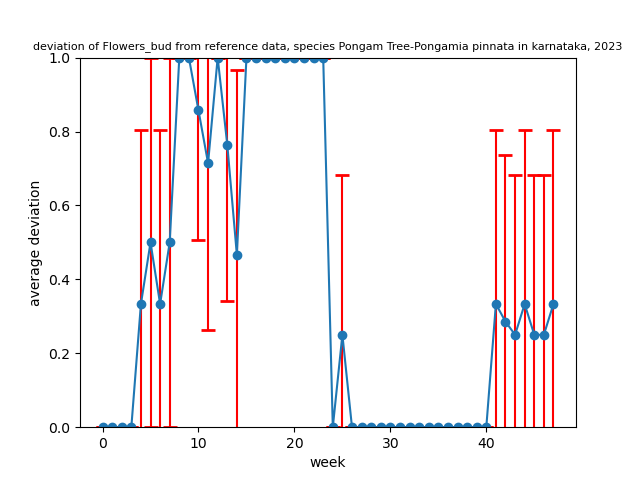 deviation of Flowers_bud from reference data, species Pongam Tree-Pongamia pinnata in karnataka, 2023
1.0
0.8
0.6
0.4
0.2
0.0
average deviation
0 10 20 30 40
week